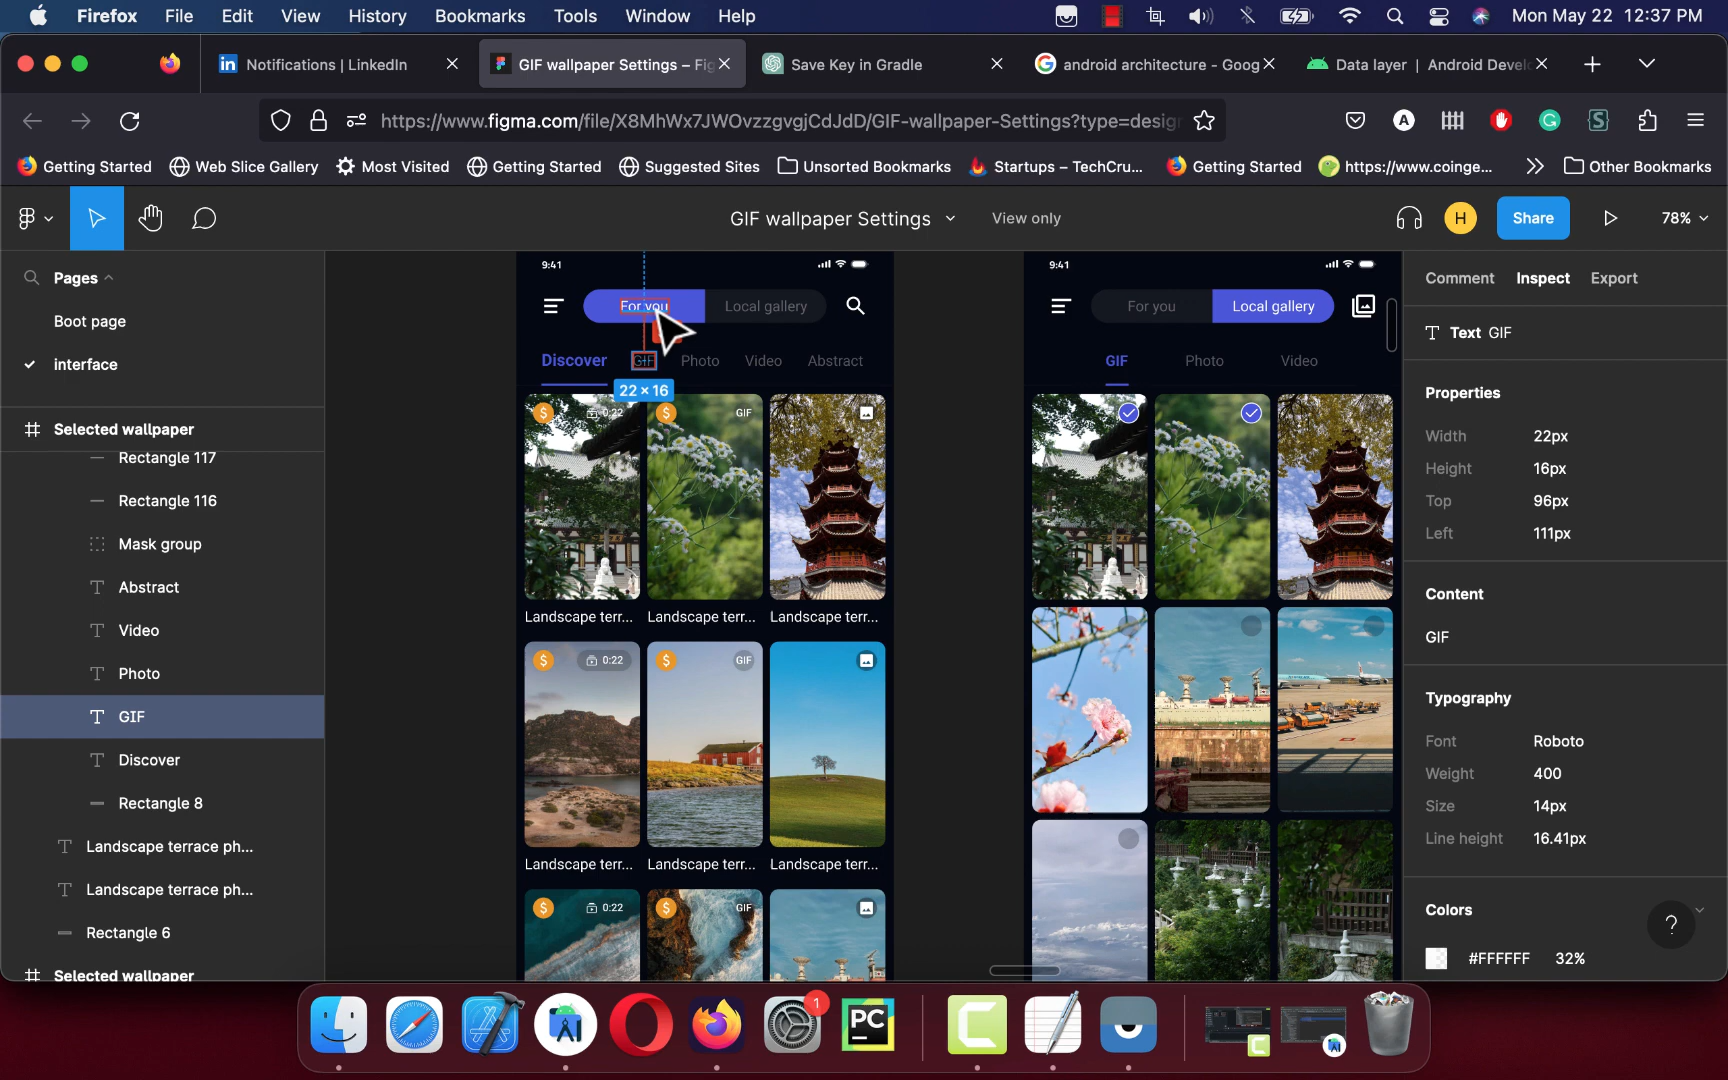 Firefox File Edit View History Bookmarks Tools Window Help Mon May 22 12:37 PM
Notifications | LinkedIn
GIF wallpaper Settings – Fig
Save Key in Gradle
android architecture - Goog
Data layer | Android Devel
https://www.figma.com/file/X8MhWx7JWOvzzgvgjCdJdD/GIF-wallpaper-Settings?type=design
Getting Started Web Slice Gallery Most Visited Getting Started Suggested Sites Unsorted Bookmarks Startups – TechCru... Getting Started https://www.coinge... Other Bookmarks
GIF wallpaper Settings View only H Share 78%
Pages
Boot page
interface
Selected wallpaper
Rectangle 117
Rectangle 116
Mask group
Abstract
Video
Photo
GIF
Discover
Rectangle 8
Landscape terrace ph...
Landscape terrace ph...
Rectangle 6
Selected wallpaper
9:41
For you Local gallery
Discover GIF Photo Video Abstract
22 × 16
$ 0:22 $ GIF
Landscape terr... Landscape terr... Landscape terr...
$ 0:22 $ GIF
Landscape terr... Landscape terr... Landscape terr...
$ 0:22 $ GIF
9:41
For you Local gallery
GIF Photo Video
Comment Inspect Export
Text GIF
Properties
Width 22px
Height 16px
Top 96px
Left 111px
Content
GIF
Typography
Font Roboto
Weight 400
Size 14px
Line height 16.41px
Colors
#FFFFFF 32%
?
1
PC